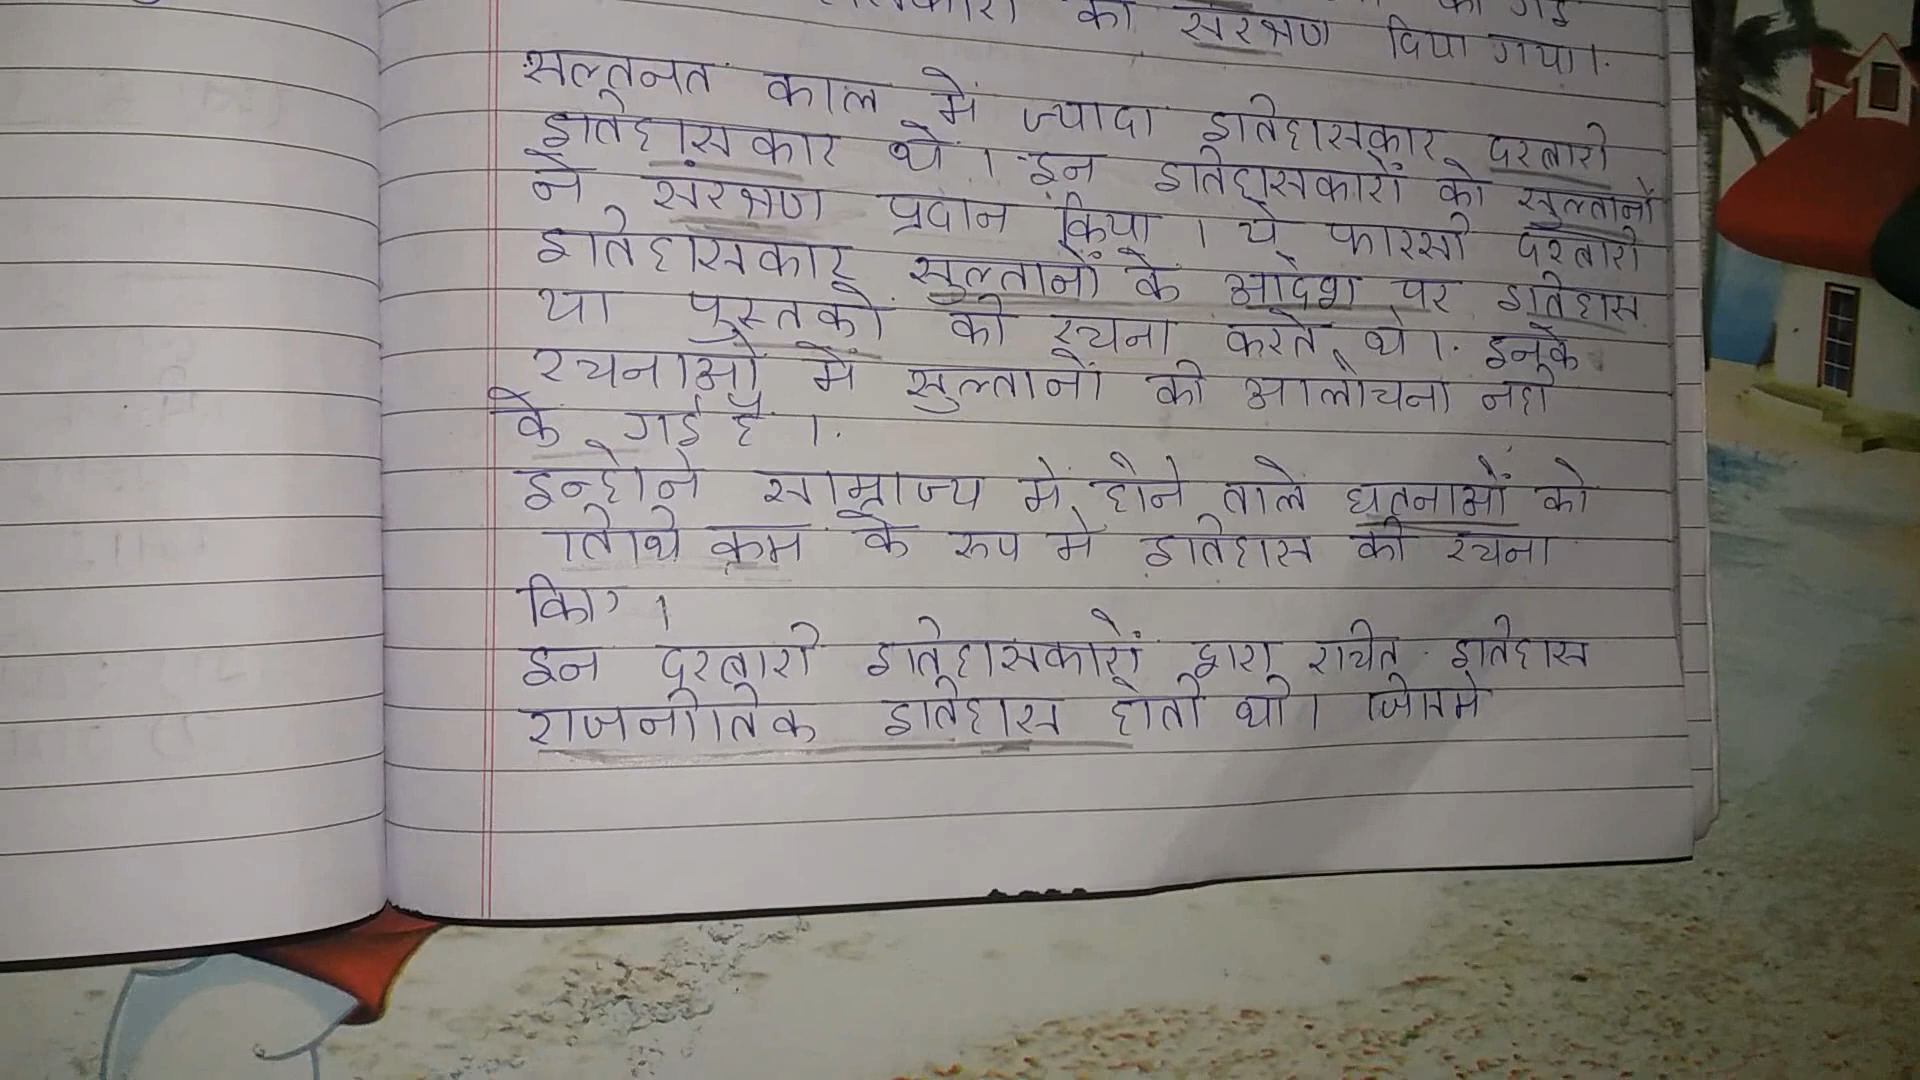 को संरक्षण दिया गया।
सल्तनत काल में ज्यादा इतिहासकार दरबारी
इतिहासकार थे। इन इतिहासकारों को सुल्तानों
ने संरक्षण प्रदान किया। ये फारसी दरबारी
इतिहासकार सुल्तानों के आदेश पर इतिहास
या पुस्तकों की रचना करते थे। इनके
रचनाओं में सुल्तानों की आलोचना नहीं
के गई है।
इन्होंने साम्राज्य में होने वाले घतनाओं को
तिथि क्रम के रूप में इतिहास की रचना
किए।
इन दरबारी इतिहासकारों द्वारा रचित इतिहास
राजनीतिक इतिहास होती थी। जिसमें